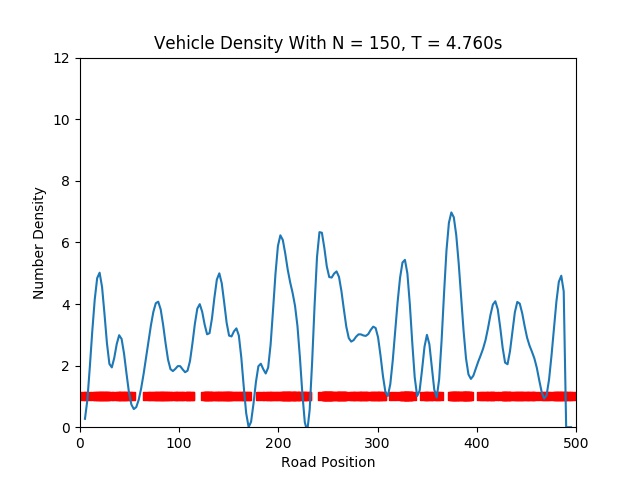 Vehicle Density With N = 150, T = 4.760s
12
10
8
6
4
2
0
Number Density
0 100 200 300 400 500
Road Position